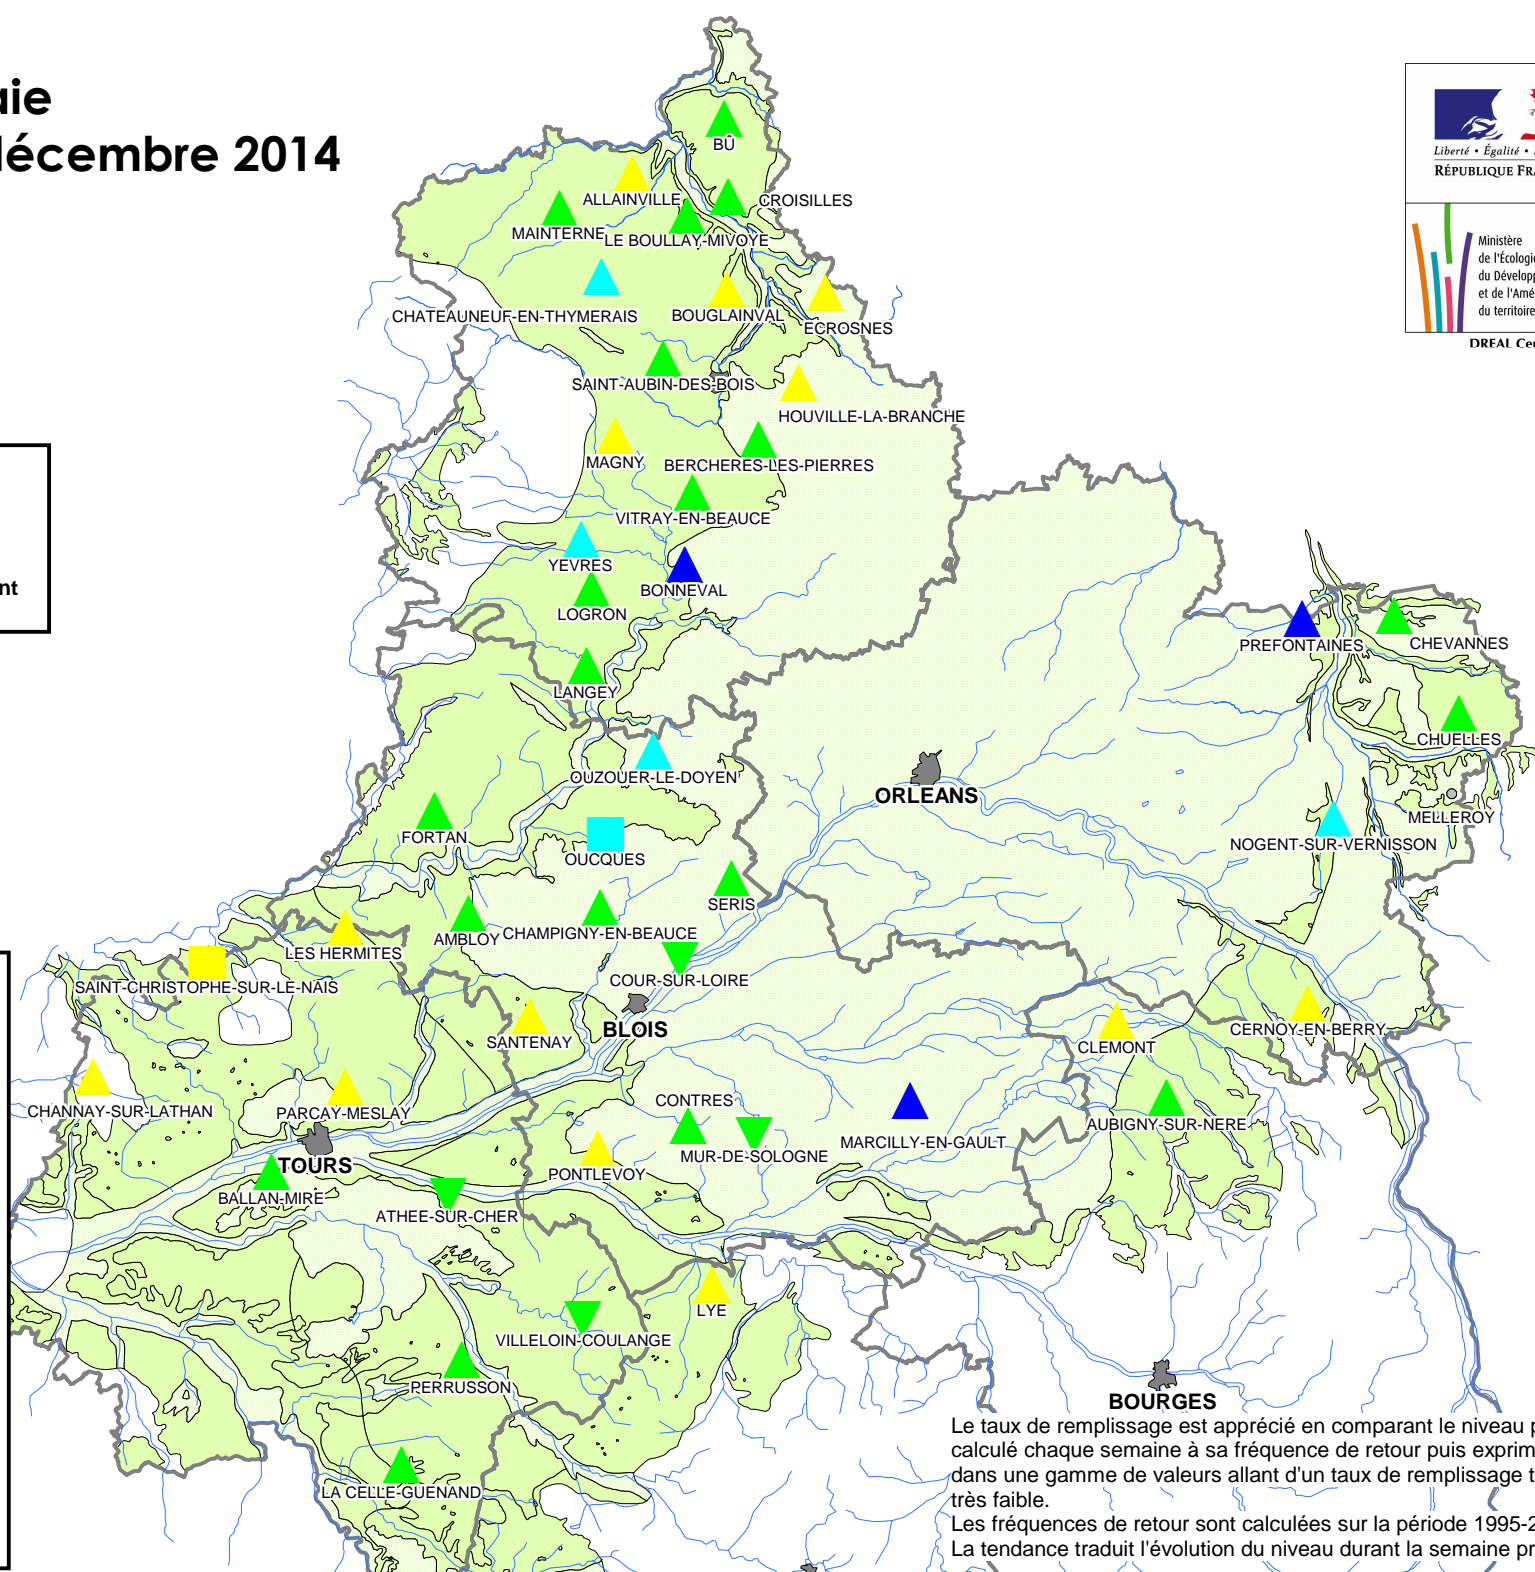 aie
décembre 2014
Liberté • Égalité •
RÉPUBLIQUE FRA
Ministère
de l'Écologie
du Développ
et de l'Amé
du territoire
DREAL Cen
nt
BÛ
ALLAINVILLE
CROISILLES
MAINTERNE
LE BOULLAY-MIVOYE
CHATEAUNEUF-EN-THYMERAIS
BOUGLAINVAL
ECROSNES
SAINT-AUBIN-DES-BOIS
HOUVILLE-LA-BRANCHE
MAGNY
BERCHERES-LES-PIERRES
VITRAY-EN-BEAUCE
YEVRES
BONNEVAL
LOGRON
PREFONTAINES
CHEVANNES
LANGEY
CHUELLES
OUZOUER-LE-DOYEN
ORLEANS
MELLEROY
FORTAN
NOGENT-SUR-VERNISSON
OUCQUES
SERIS
AMBLOY
CHAMPIGNY-EN-BEAUCE
LES HERMITES
COUR-SUR-LOIRE
SAINT-CHRISTOPHE-SUR-LE-NAIS
BLOIS
CERNOY-EN-BERRY
SANTENAY
CLEMONT
CONTRES
CHANNAY-SUR-LATHAN
PARCAY-MESLAY
AUBIGNY-SUR-NERE
MARCILLY-EN-GAULT
MUR-DE-SOLOGNE
TOURS
PONTLEVOY
BALLAN-MIRE
ATHEE-SUR-CHER
LYE
VILLELOIN-COULANGE
PERRUSSON
BOURGES
LA CELLE-GUENAND
Le taux de remplissage est apprécié en comparant le niveau p
calculé chaque semaine à sa fréquence de retour puis exprim
dans une gamme de valeurs allant d'un taux de remplissage t
très faible.
Les fréquences de retour sont calculées sur la période 1995-2
La tendance traduit l'évolution du niveau durant la semaine pr